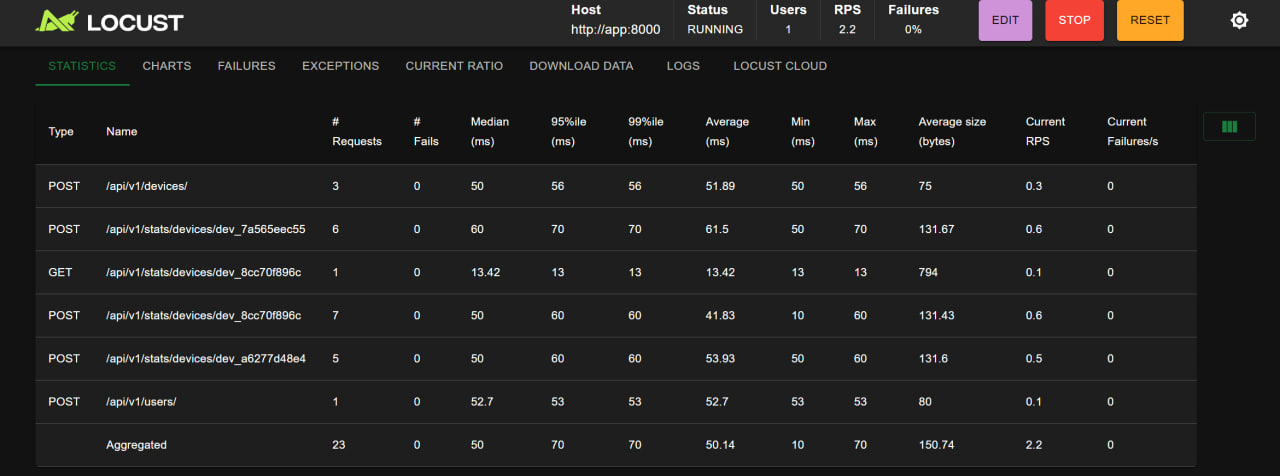 LOCUST
Host Status Users RPS Failures
http://app:8000 RUNNING 1 2.2 0%
EDIT STOP RESET
STATISTICS CHARTS FAILURES EXCEPTIONS CURRENT RATIO DOWNLOAD DATA LOGS LOCUST CLOUD
Type Name # Requests # Fails Median (ms) 95%ile (ms) 99%ile (ms) Average (ms) Min (ms) Max (ms) Average size (bytes) Current RPS Current Failures/s
POST /api/v1/devices/ 3 0 50 56 56 51.89 50 56 75 0.3 0
POST /api/v1/stats/devices/dev_7a565eec55 6 0 60 70 70 61.5 50 70 131.67 0.6 0
GET /api/v1/stats/devices/dev_8cc70f896c 1 0 13.42 13 13 13.42 13 13 794 0.1 0
POST /api/v1/stats/devices/dev_8cc70f896c 7 0 50 60 60 41.83 10 60 131.43 0.6 0
POST /api/v1/stats/devices/dev_a6277d48e4 5 0 50 60 60 53.93 50 60 131.6 0.5 0
POST /api/v1/users/ 1 0 52.7 53 53 52.7 53 53 80 0.1 0
Aggregated 23 0 50 70 70 50.14 10 70 150.74 2.2 0